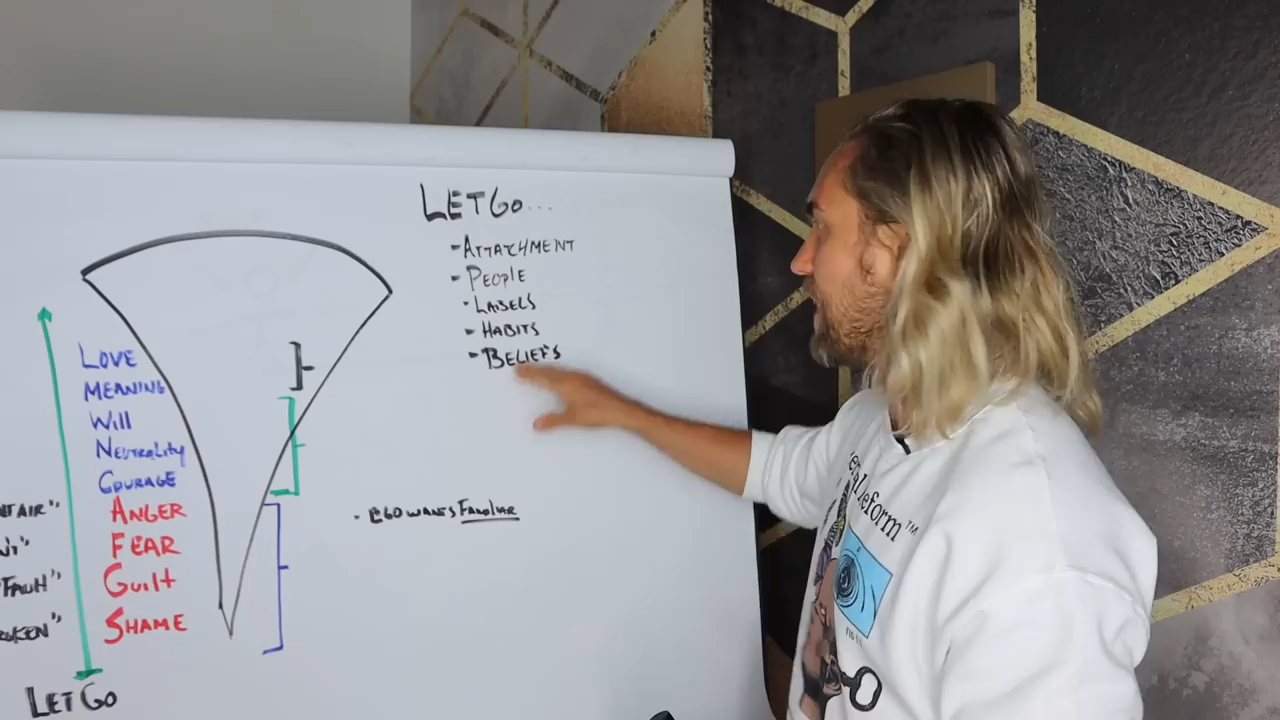 LET GO...
- ATTACHMENT
- PEOPLE
- LABELS
- HABITS
- BELIEFS
LOVE
MEANING
Will
NEUTRALITY
COURAGE
ANGER
FEAR
GuilT
SHAME
- EGO WANTS FAMILIAR
LET GO
FIG